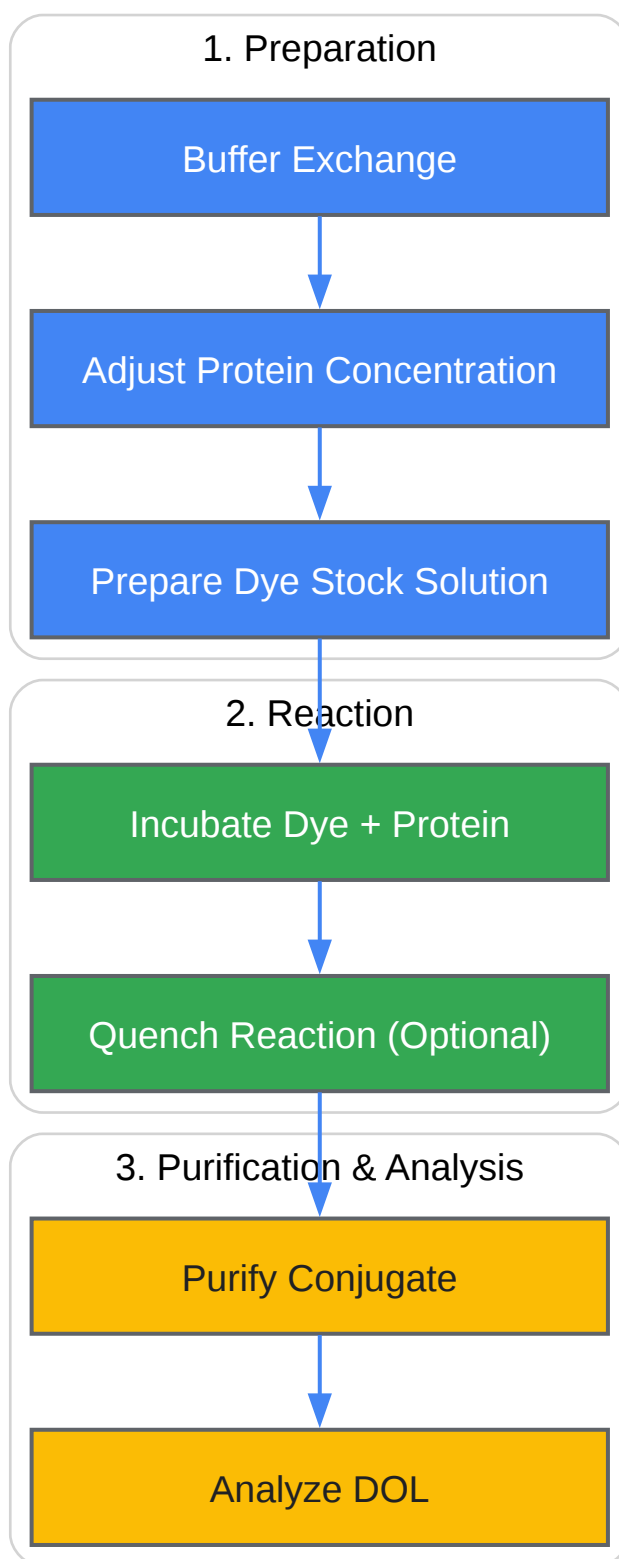 1. Preparation
Buffer Exchange
Adjust Protein Concentration
Prepare Dye Stock Solution
2. Reaction
Incubate Dye + Protein
Quench Reaction (Optional)
3. Purification & Analysis
Purify Conjugate
Analyze DOL